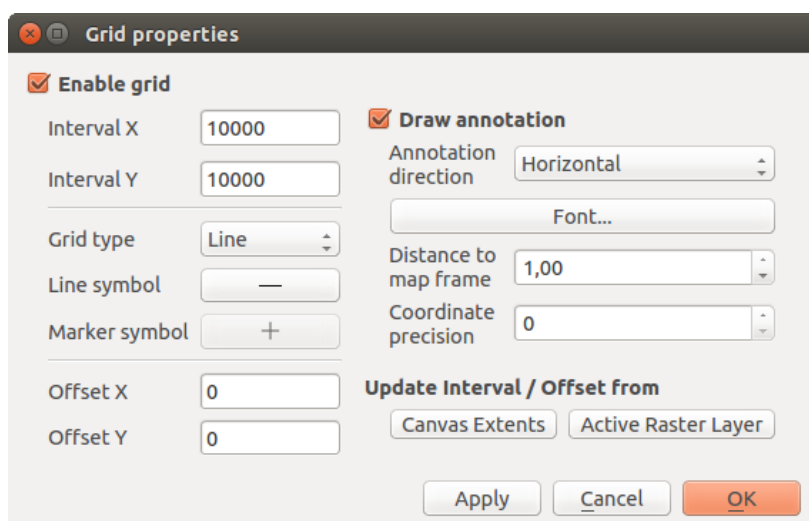 Grid properties
Enable grid
Interval X 10000
Interval Y 10000
Grid type Line
Line symbol
Marker symbol
Offset X 0
Offset Y 0
Draw annotation
Annotation
direction Horizontal
Font...
Distance to
map frame 1,00
Coordinate
precision 0
Update Interval / Offset from
Canvas Extents Active Raster Layer
Apply Cancel OK